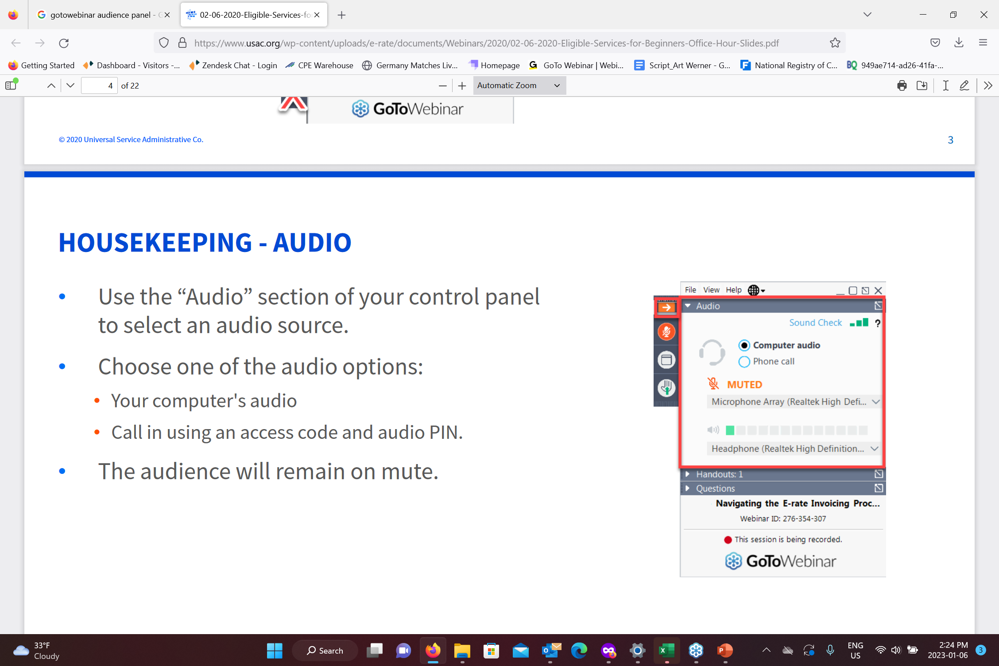 gotowebinar audience panel - G
02-06-2020-Eligible-Services-fo
https://www.usac.org/wp-content/uploads/e-rate/documents/Webinars/2020/02-06-2020-Eligible-Services-for-Beginners-Office-Hour-Slides.pdf
Getting Started
Dashboard - Visitors -...
Zendesk Chat - Login
CPE Warehouse
Germany Matches Liv...
Homepage
GoTo Webinar | Webi...
Script_Art Werner - G...
National Registry of C...
BQ 949ae714-ad26-41fa-...
4 of 22
Automatic Zoom
GoToWebinar
© 2020 Universal Service Administrative Co.
3
HOUSEKEEPING - AUDIO
• Use the “Audio” section of your control panel
to select an audio source.
• Choose one of the audio options:
• Your computer's audio
• Call in using an access code and audio PIN.
• The audience will remain on mute.
File View Help
Audio
Sound Check ?
Computer audio
Phone call
MUTED
Microphone Array (Realtek High Defi...
Headphone (Realtek High Definition...
Handouts: 1
Questions
Navigating the E-rate Invoicing Proc...
Webinar ID: 276-354-307
This session is being recorded.
GoToWebinar
33°F
Cloudy
Search
ENG
US
2:24 PM
2023-01-06
3